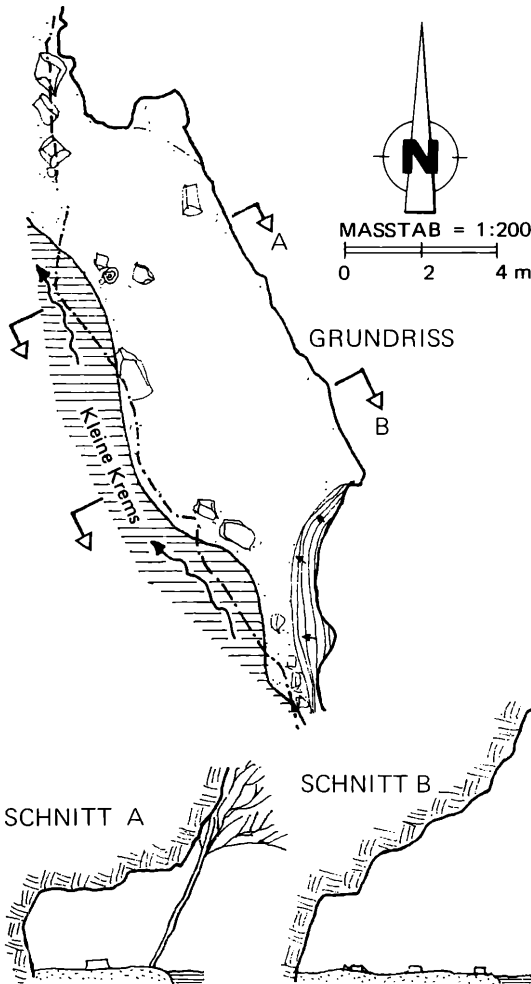 N
MASSTAB = 1:200
0 2 4 m
A
GRUNDRISS
B
Kleine Krems
SCHNITT A
SCHNITT B